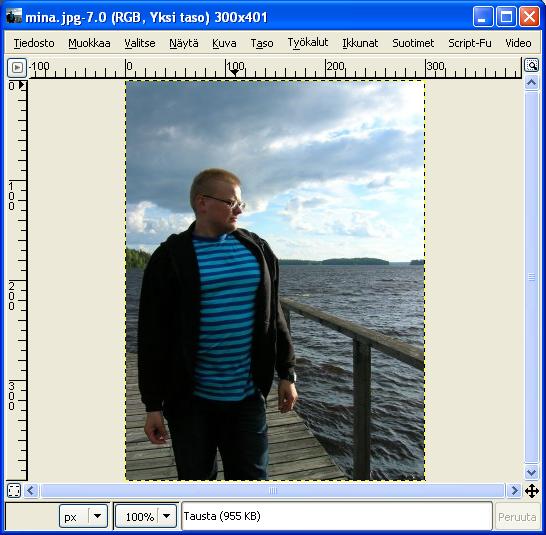 mina.jpg-7.0 (RGB, Yksi taso) 300x401
Tiedosto Muokkaa Valitse Näytä Kuva Taso Työkalut Ikkunat Suotimet Script-Fu Video
-100 0 100 200 300
0
100
200
300
px 100% Tausta (955 KB) Peruuta